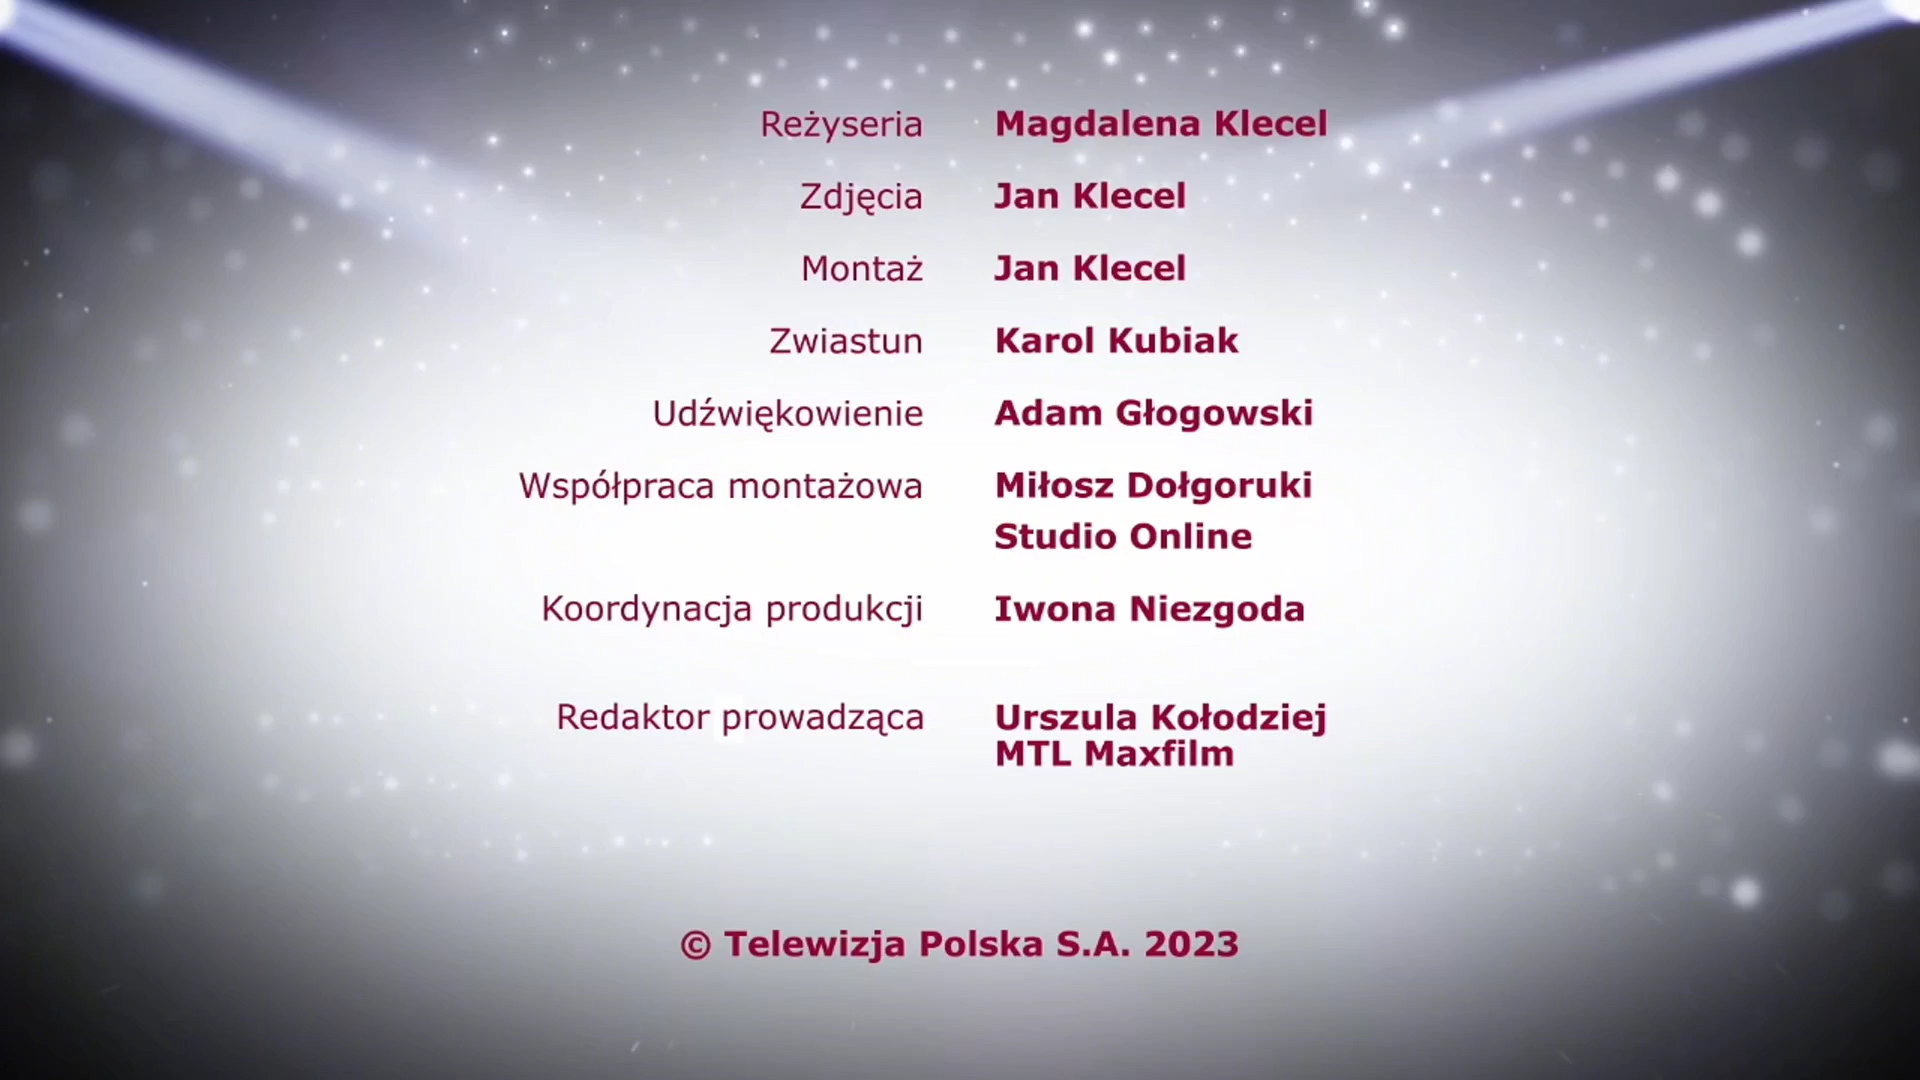 Reżyseria Magdalena Klecel
Zdjęcia Jan Klecel
Montaż Jan Klecel
Zwiastun Karol Kubiak
Udźwiękowienie Adam Głogowski
Współpraca montażowa Miłosz Dołgoruki
Studio Online
Koordynacja produkcji Iwona Niezgoda
Redaktor prowadząca Urszula Kołodziej
MTL Maxfilm
© Telewizja Polska S.A. 2023